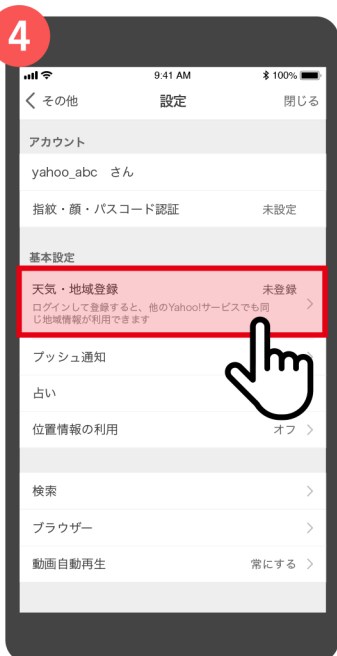 4
9:41 AM
100%
その他
設定
閉じる
アカウント
yahoo_abc さん
指紋・顔・パスコード認証
未設定
基本設定
天気・地域登録
未登録
ログインして登録すると、他のYahoo!サービスでも同
じ地域情報が利用できます
プッシュ通知
占い
位置情報の利用
オフ
検索
ブラウザー
動画自動再生
常にする